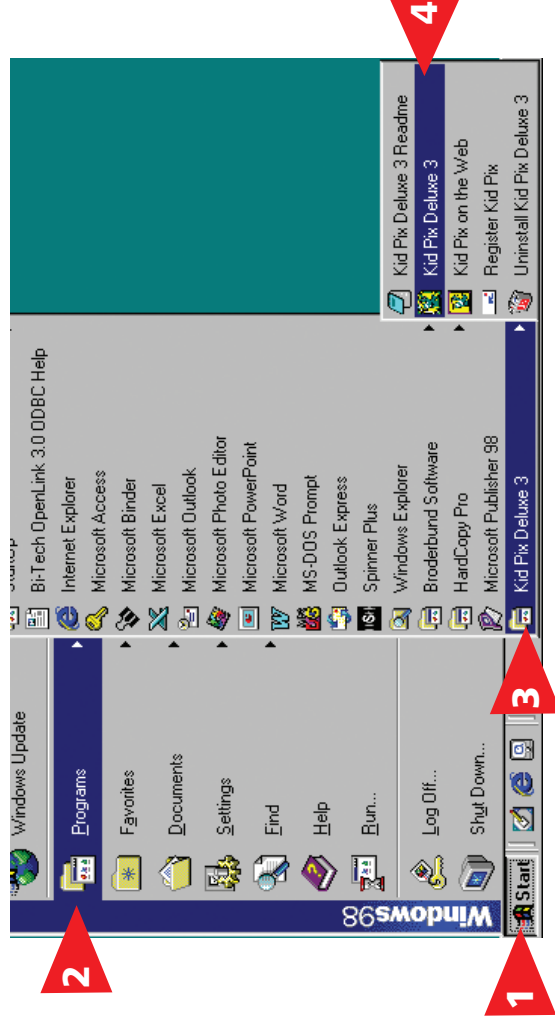 Windows Update
Programs
Favorites
Documents
Settings
Find
Help
Run...
Log Off...
Shut Down...
Windows98
Start
Bi-Tech OpenLink 3.0 ODBC Help
Internet Explorer
Microsoft Access
Microsoft Binder
Microsoft Excel
Microsoft Outlook
Microsoft Photo Editor
Microsoft PowerPoint
Microsoft Word
MS-DOS Prompt
Outlook Express
Spinner Plus
Windows Explorer
Broderbund Software
HardCopy Pro
Microsoft Publisher 98
Kid Pix Deluxe 3
Kid Pix Deluxe 3 Readme
Kid Pix Deluxe 3
Kid Pix on the Web
Register Kid Pix
Uninstall Kid Pix Deluxe 3
1
2
3
4